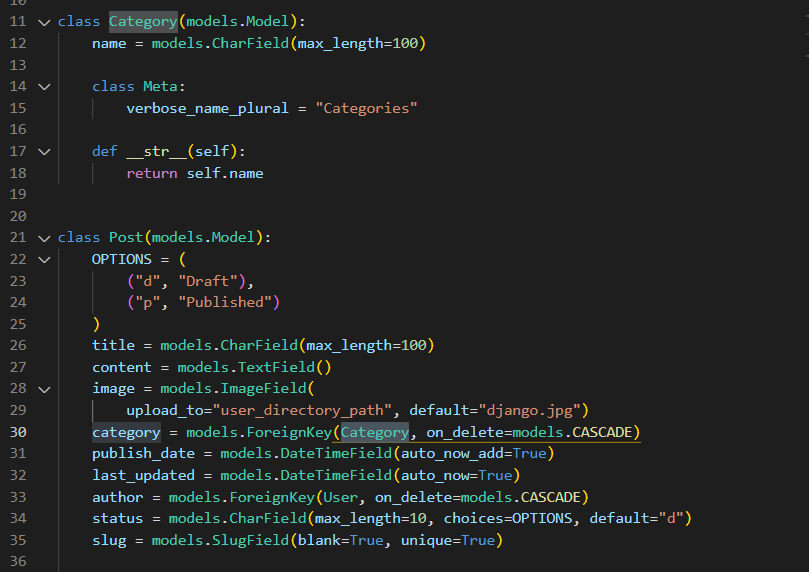 10
11 class Category(models.Model):
12     name = models.CharField(max_length=100)
13
14     class Meta:
15         verbose_name_plural = "Categories"
16
17     def __str__(self):
18         return self.name
19
20
21 class Post(models.Model):
22     OPTIONS = (
23         ("d", "Draft"),
24         ("p", "Published")
25     )
26     title = models.CharField(max_length=100)
27     content = models.TextField()
28     image = models.ImageField(
29         upload_to="user_directory_path", default="django.jpg")
30     category = models.ForeignKey(Category, on_delete=models.CASCADE)
31     publish_date = models.DateTimeField(auto_now_add=True)
32     last_updated = models.DateTimeField(auto_now=True)
33     author = models.ForeignKey(User, on_delete=models.CASCADE)
34     status = models.CharField(max_length=10, choices=OPTIONS, default="d")
35     slug = models.SlugField(blank=True, unique=True)
36